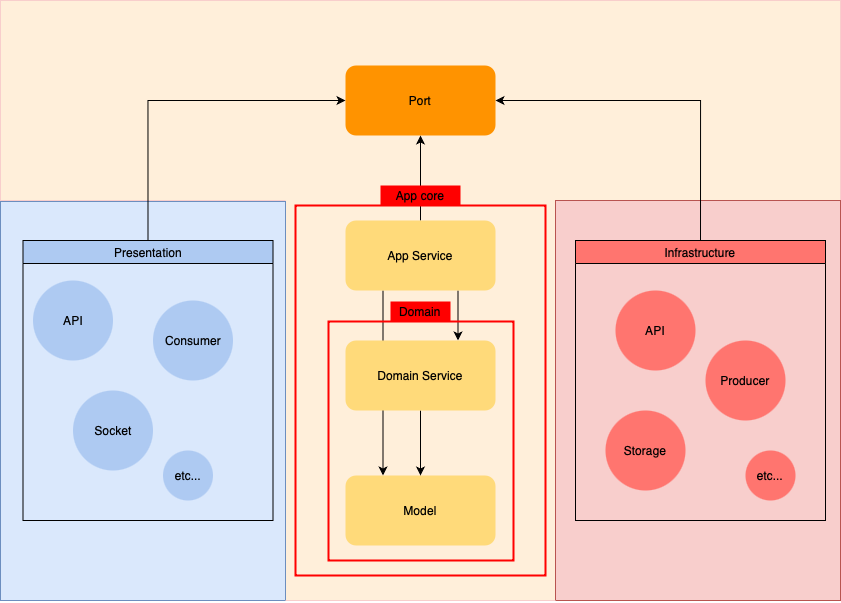 Port
App core
App Service
Domain
Domain Service
Model
Presentation
API
Consumer
Socket
etc...
Infrastructure
API
Producer
Storage
etc...